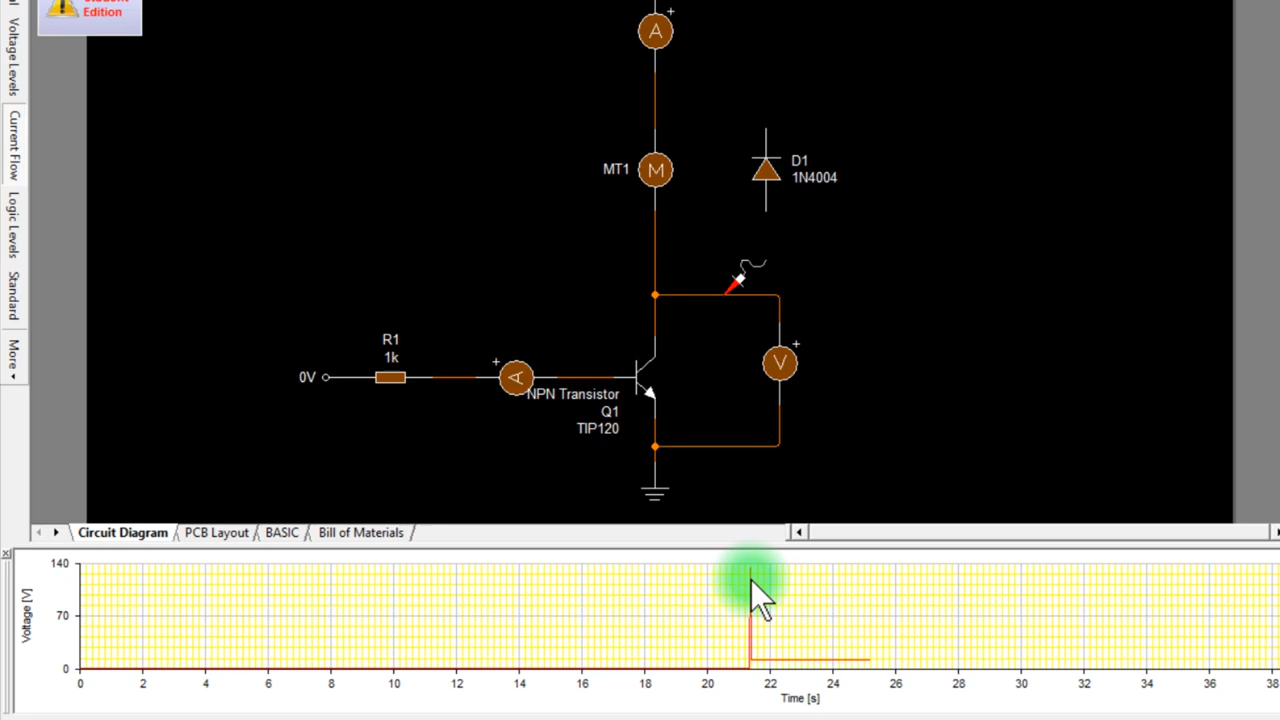 Student
Edition
Voltage Levels
Current Flow
Logic Levels
Standard
More
A
+
MT1
M
D1
1N4004
R1
1k
0V
+
A
NPN Transistor
Q1
TIP120
+
V
Circuit Diagram
PCB Layout
BASIC
Bill of Materials
140
70
0
Voltage [V]
0 2 4 6 8 10 12 14 16 18 20 22 24 26 28 30 32 34 36 38
Time [s]